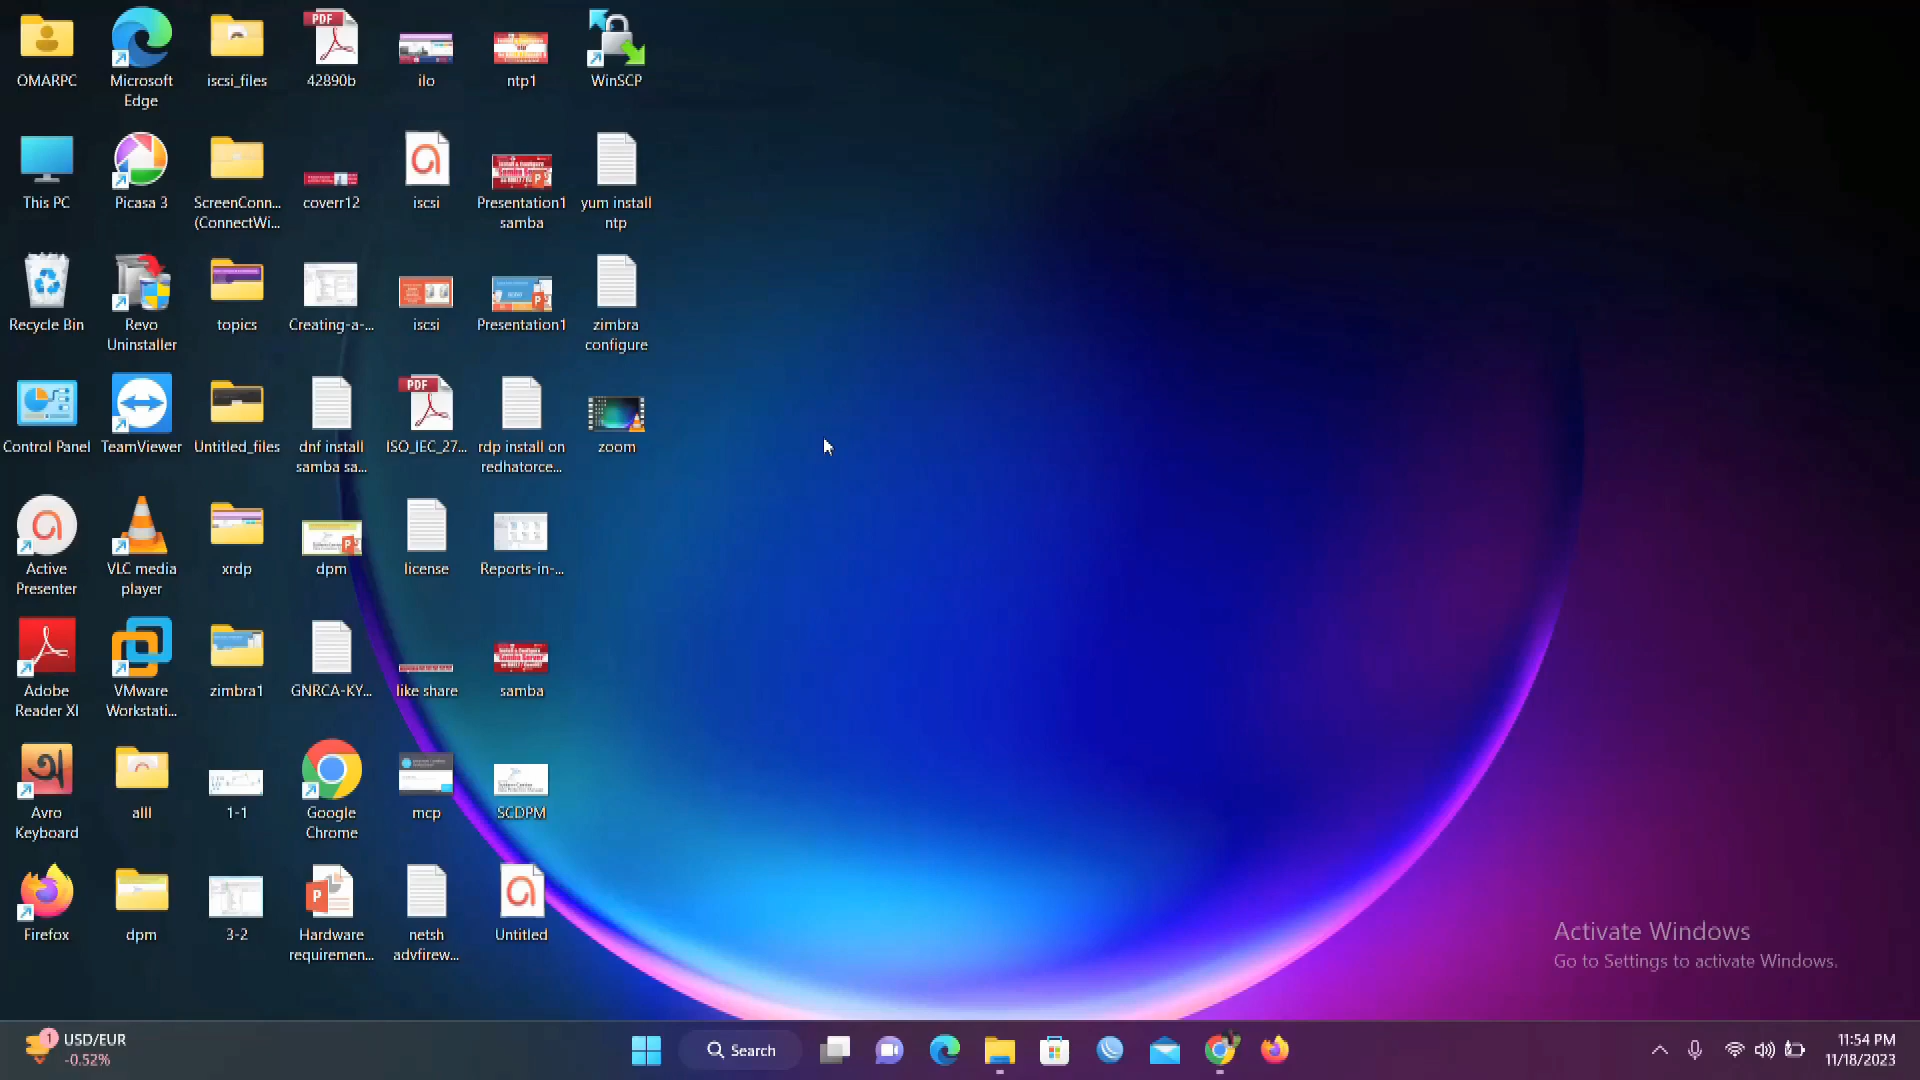 OMARPC
Microsoft
Edge
iscsi_files
PDF
42890b
ilo
ntp1
WinSCP
This PC
Picasa 3
ScreenConn...
(ConnectWi...
coverr12
iscsi
Presentation1
samba
yum install
ntp
Recycle Bin
Revo
Uninstaller
topics
Creating-a-...
iscsi
Presentation1
zimbra
configure
Control Panel
TeamViewer
Untitled_files
dnf install
samba sa...
PDF
ISO_IEC_27...
rdp install on
redhatorce...
zoom
Active
Presenter
VLC media
player
xrdp
dpm
license
Reports-in-...
Adobe
Reader XI
VMware
Workstati...
zimbra1
GNRCA-KY...
like share
samba
Avro
Keyboard
alll
1-1
Google
Chrome
mcp
SCDPM
Firefox
dpm
3-2
Hardware
requiremen...
netsh
advfirew...
Untitled
Activate Windows
Go to Settings to activate Windows.
1
USD/EUR
-0.52%
Search
11:54 PM
11/18/2023